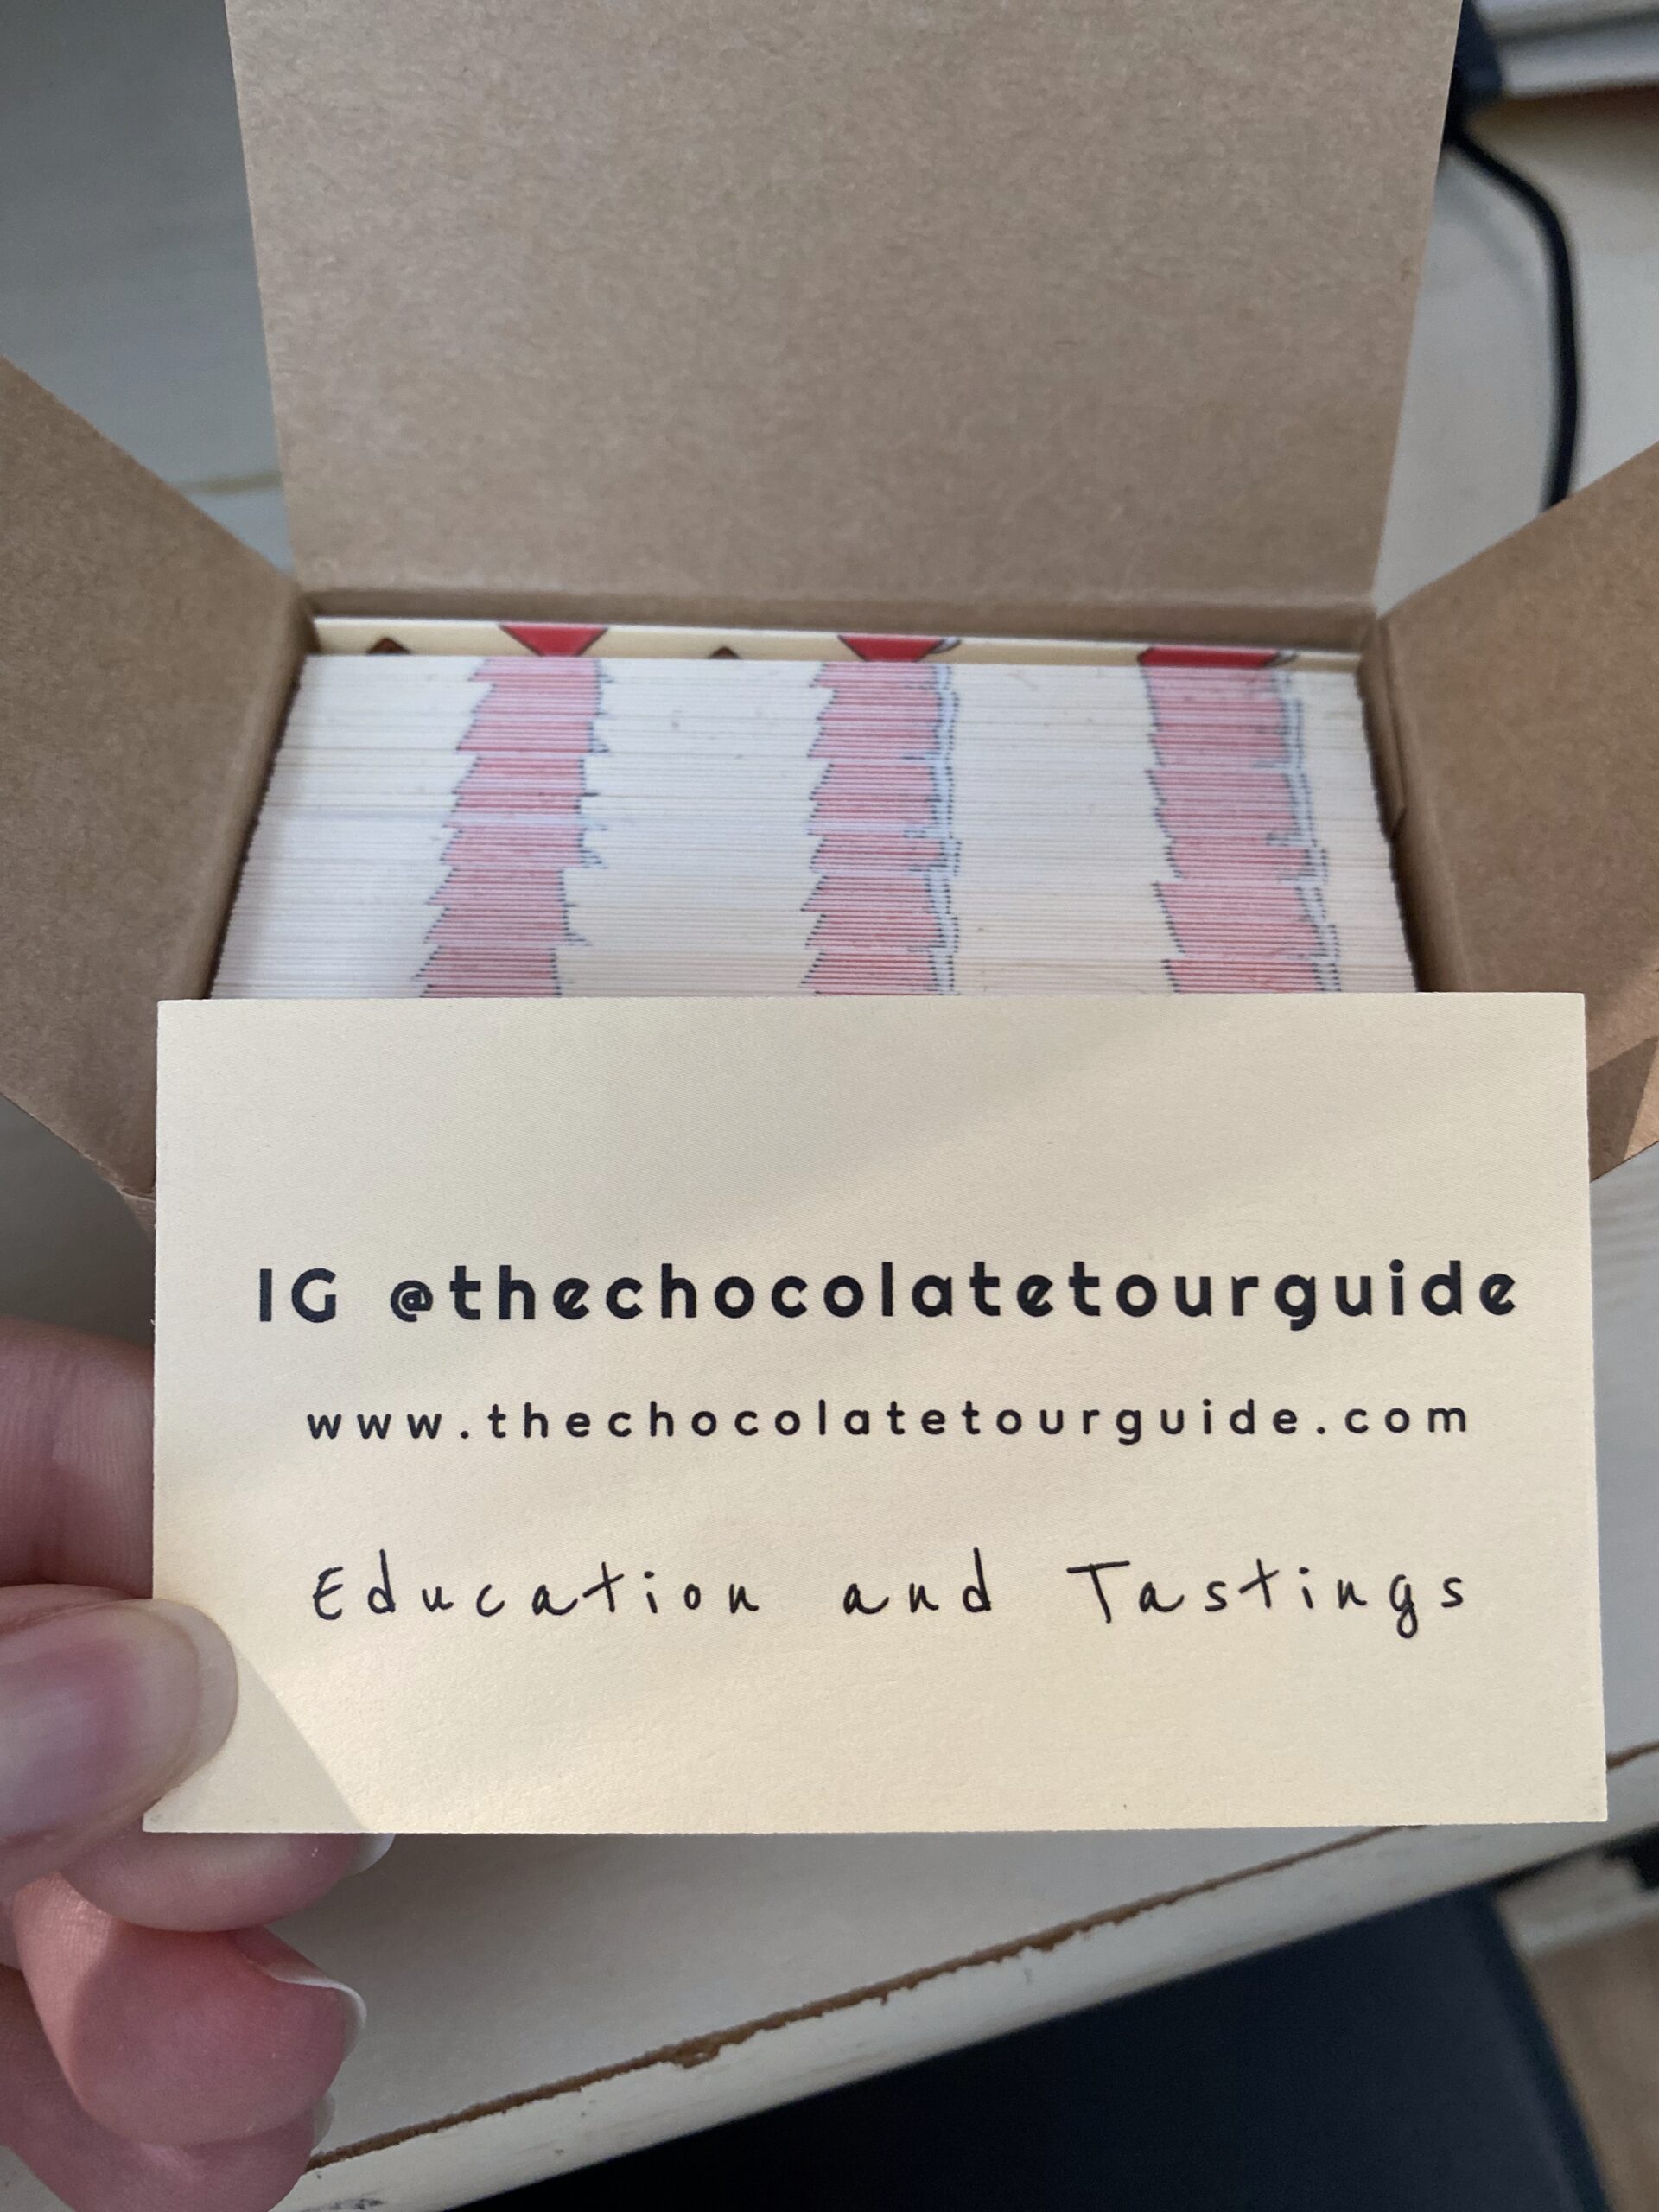 IG @thechocolatetourguide
www.thechocolatetourguide.com
Education and Tastings